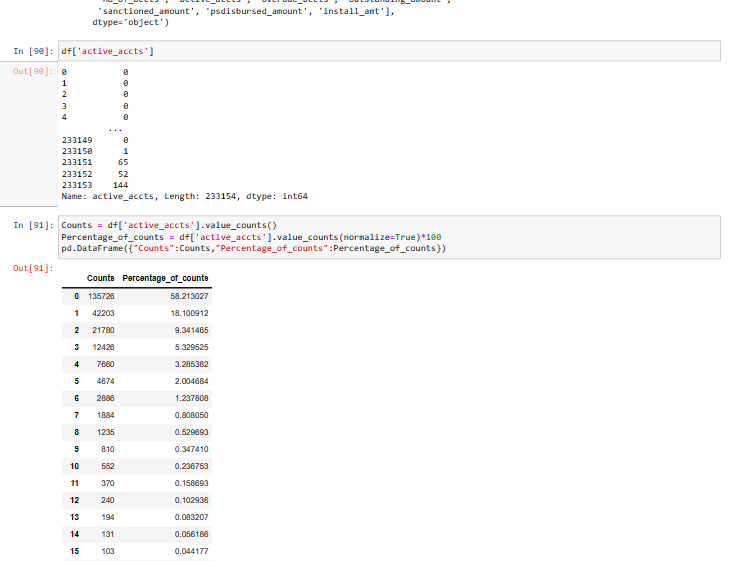 'no_of_accts', 'active_accts', 'overdue_accts', 'outstanding_amount',
'sanctioned_amount', 'psdisbursed_amount', 'install_amt'],
dtype='object')
In [90]: df['active_accts']
Out[90]: 0 0
1 0
2 0
3 0
4 0
...
233149 0
233150 1
233151 65
233152 52
233153 144
Name: active_accts, Length: 233154, dtype: int64
In [91]: Counts = df['active_accts'].value_counts()
Percentage_of_counts = df['active_accts'].value_counts(normalize=True)*100
pd.DataFrame({"Counts":Counts,"Percentage_of_counts":Percentage_of_counts})
Out[91]:
Counts Percentage_of_counts
0 135726 58.213027
1 42203 18.100912
2 21780 9.341465
3 12426 5.329525
4 7660 3.285382
5 4674 2.004684
6 2886 1.237808
7 1884 0.808050
8 1235 0.529693
9 810 0.347410
10 552 0.236753
11 370 0.158693
12 240 0.102936
13 194 0.083207
14 131 0.056186
15 103 0.044177